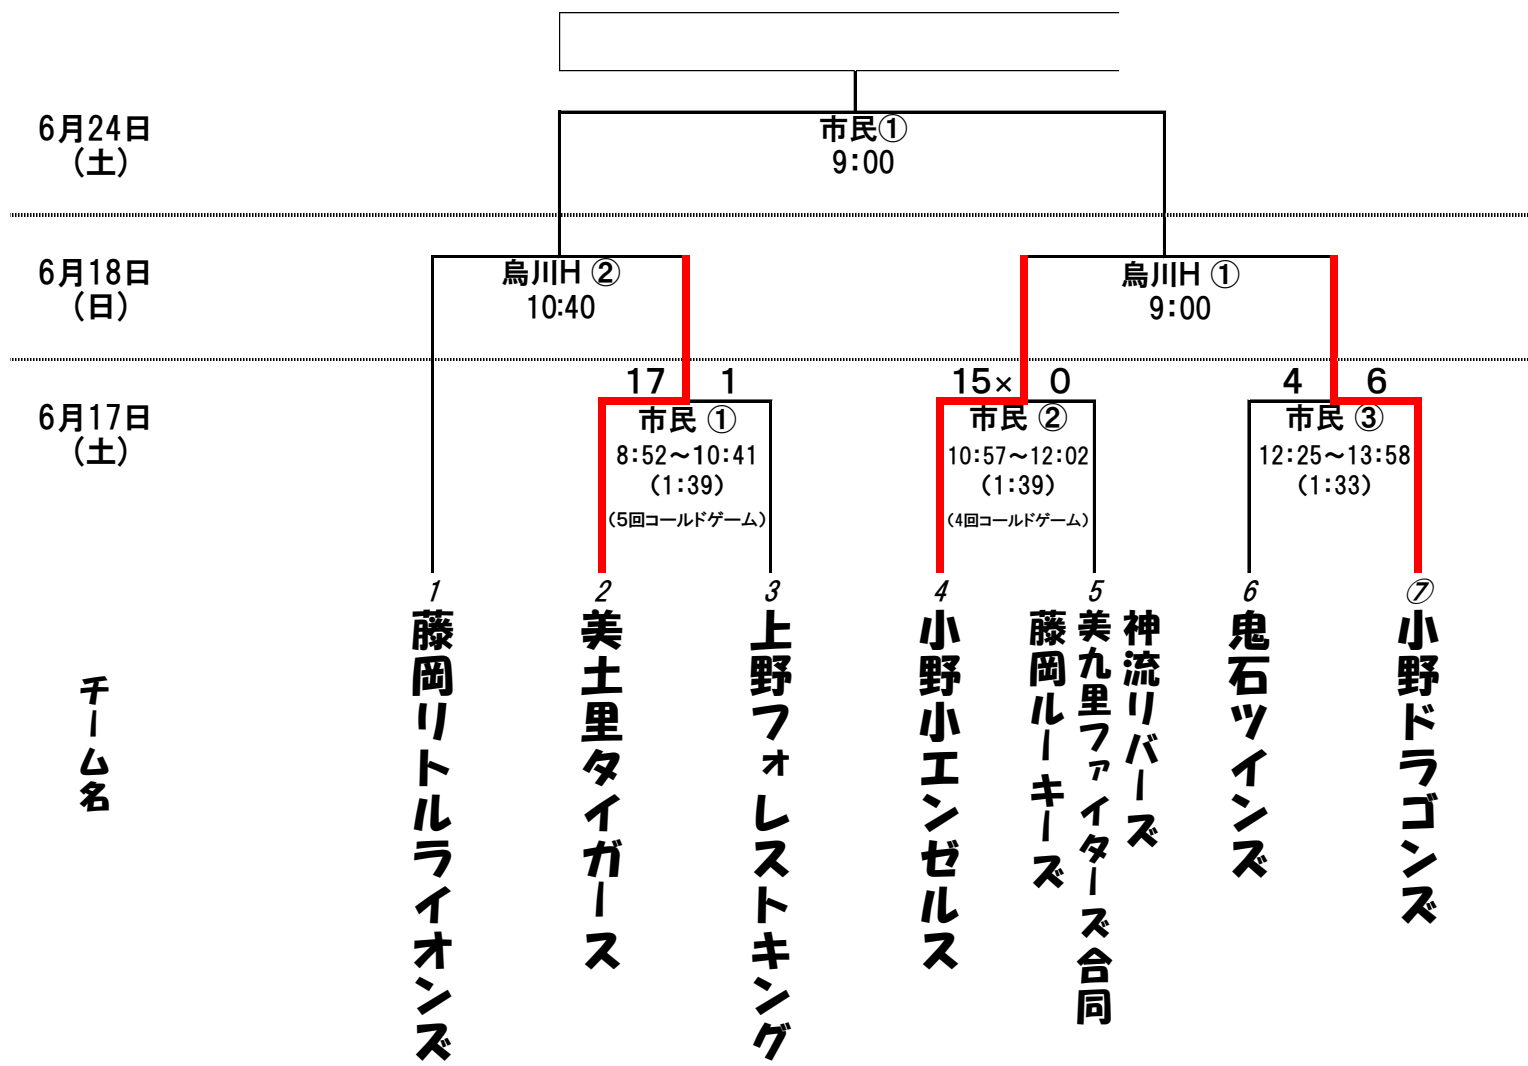 6月24日
（土）
市民①
9:00
6月18日
（日）
烏川H ②
10:40
烏川H ①
9:00
6月17日
（土）
17 1
市民 ①
8:52～10:41
（1:39）
（5回コールドゲーム）
15× 0
市民 ②
10:57～12:02
（1:39）
（4回コールドゲーム）
4 6
市民 ③
12:25～13:58
（1:33）
チーム名
1
藤岡リトルライオンズ
2
美土里タイガース
3
上野フォレストキング
4
小野小エンゼルス
5
神流リバーズ
美九里ファイターズ合同
藤岡ルーキーズ
6
鬼石ツインズ
⑦
小野ドラゴンズ